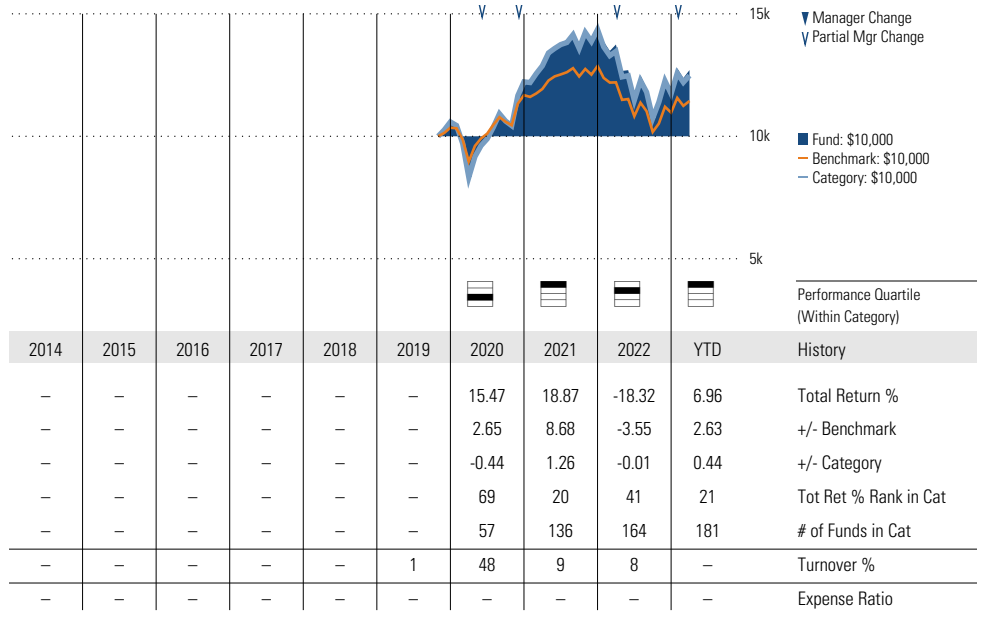 15k
▼ Manager Change
V Partial Mgr Change
10k
Fund: $10,000
Benchmark: $10,000
Category: $10,000
5k
Performance Quartile
(Within Category)
2014 2015 2016 2017 2018 2019 2020 2021 2022 YTD History
– – – – – – 15.47 18.87 -18.32 6.96 Total Return %
– – – – – – 2.65 8.68 -3.55 2.63 +/- Benchmark
– – – – – – -0.44 1.26 -0.01 0.44 +/- Category
– – – – – – 69 20 41 21 Tot Ret % Rank in Cat
– – – – – – 57 136 164 181 # of Funds in Cat
– – – – – 1 48 9 8 – Turnover %
– – – – – – – – – – Expense Ratio